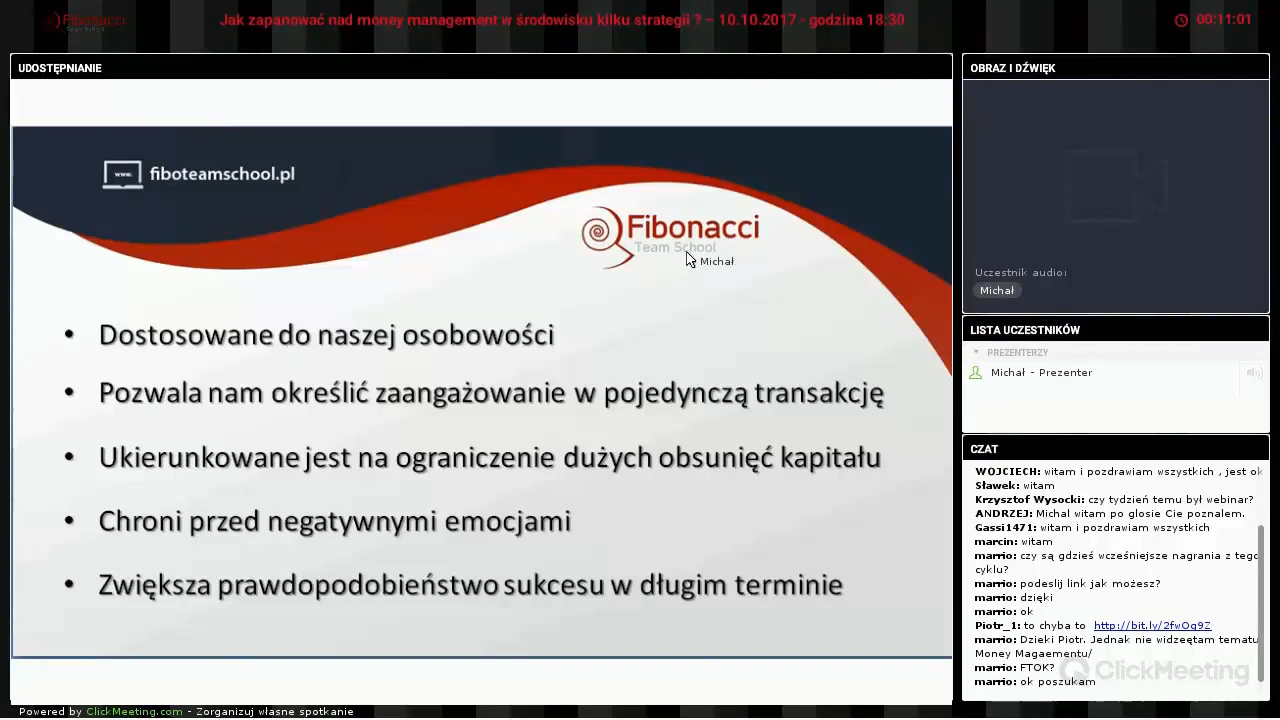 Fibonacci
Team School
Jak zapanować nad money management w środowisku kilku strategii ? – 10.10.2017 - godzina 18:30
00:11:01
UDOSTĘPNIANIE
www.
fiboteamschool.pl
Fibonacci
Team School
Michał
• Dostosowane do naszej osobowości
• Pozwala nam określić zaangażowanie w pojedynczą transakcję
• Ukierunkowane jest na ograniczenie dużych obsunięć kapitału
• Chroni przed negatywnymi emocjami
• Zwiększa prawdopodobieństwo sukcesu w długim terminie
OBRAZ I DŹWIĘK
Uczestnik audio:
Michał
LISTA UCZESTNIKÓW
PREZENTERZY
Michał - Prezenter
CZAT
WOJCIECH: witam i pozdrawiam wszystkich , jest ok
Sławek: witam
Krzysztof Wysocki: czy tydzień temu był webinar?
ANDRZEJ: Michal witam po glosie Cie poznalem.
Gassi1471: witam i pozdrawiam wszystkich
marcin: witam
marrio: czy są gdzieś wcześniejsze nagrania z tego
cyklu?
marrio: podeslij link jak możesz?
marrio: dzięki
marrio: ok
Piotr_1: to chyba to http://bit.ly/2fwOq9Z
marrio: Dzieki Piotr. Jednak nie widzeętam tematu
Money Magaementu/
marrio: FTOK?
marrio: ok poszukam
ClickMeeting
Powered by ClickMeeting.com - Zorganizuj własne spotkanie